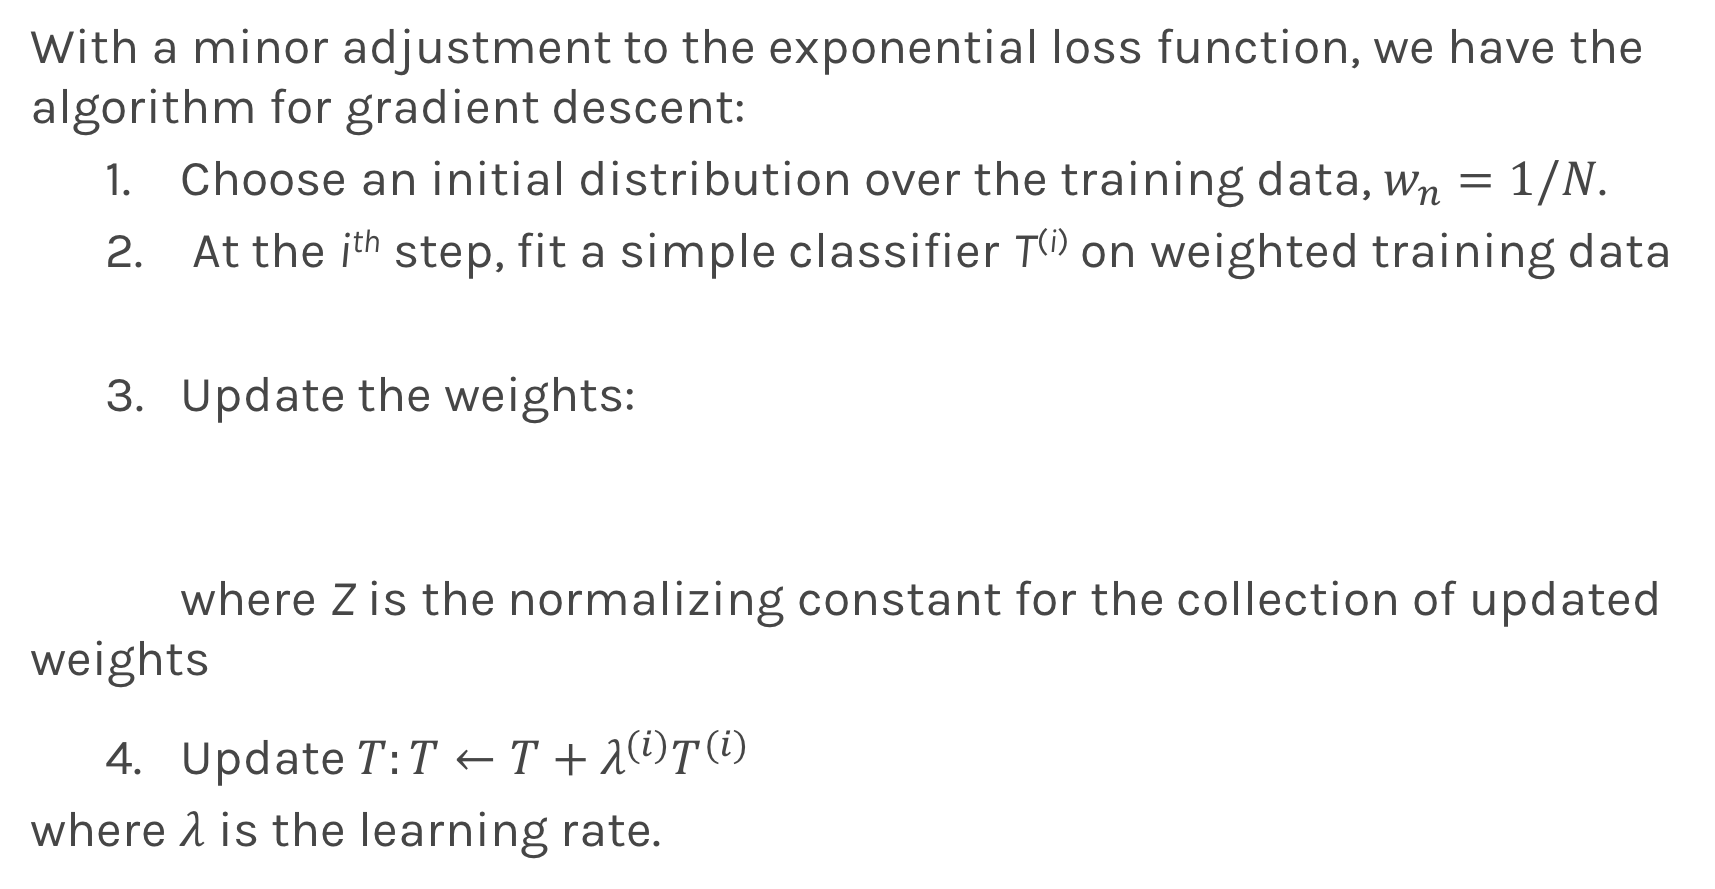 With a minor adjustment to the exponential loss function, we have the
algorithm for gradient descent:
1. Choose an initial distribution over the training data, wₙ = 1/N.
2. At the iᵗʰ step, fit a simple classifier T⁽ⁱ⁾ on weighted training data
3. Update the weights:
where Z is the normalizing constant for the collection of updated
weights
4. Update T: T ← T + λ⁽ⁱ⁾T⁽ⁱ⁾
where λ is the learning rate.